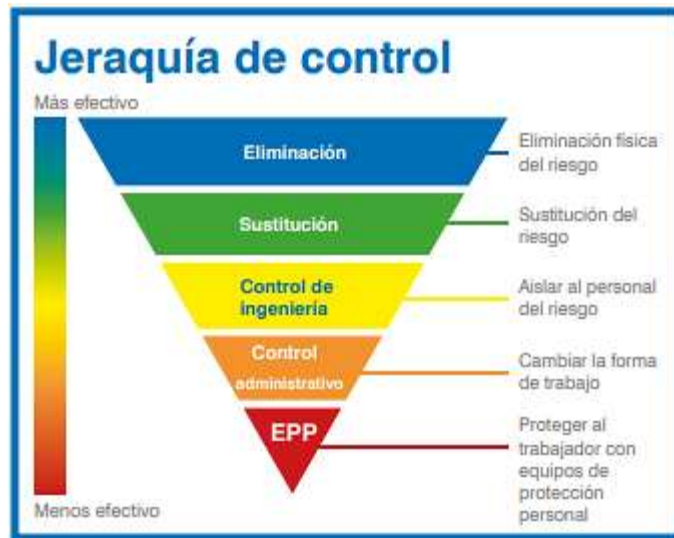 Jeraquía de control
Más efectivo
Eliminación
Eliminación física
del riesgo
Sustitución
Sustitución del
riesgo
Control de
ingeniería
Aislar al personal
del riesgo
Control
administrativo
Cambiar la forma
de trabajo
EPP
Proteger al
trabajador con
equipos de
protección
personal
Menos efectivo